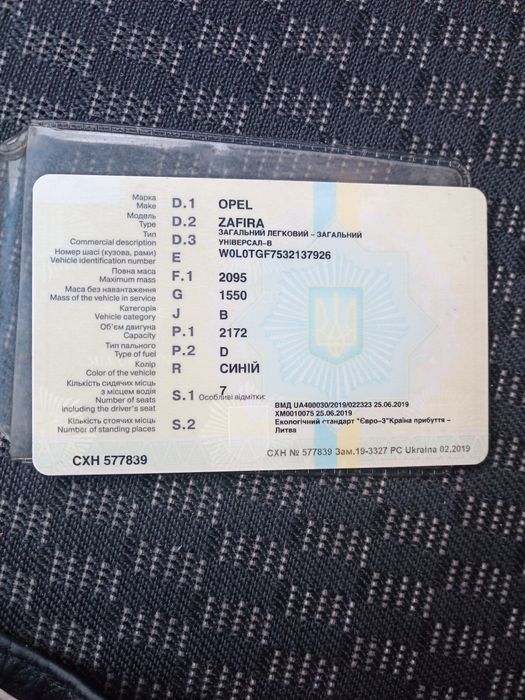 Марка
Make D.1 OPEL
Модель
Type D.2 ZAFIRA
Тип
Commercial description D.3 ЗАГАЛЬНИЙ ЛЕГКОВИЙ - ЗАГАЛЬНИЙ
УНІВЕРСАЛ-В
Номер шасі (кузова, рами)
Vehicle identification number E W0L0TGF7532137926
Повна маса
Maximum mass F.1 2095
Маса без навантаження
Mass of the vehicle in service G 1550
Категорія
Vehicle category J B
Об'єм двигуна
Capacity P.1 2172
Тип пального
Type of fuel P.2 D
Колір
Color of the vehicle R СИНІЙ
Кількість сидячих місць
з місцем водія
Number of seats
including the driver's seat S.1 7
Особливі відмітки:
ВМД UA400030/2019/022323 25.06.2019
ХМ0010075 25.06.2019
Екологічний стандарт "Євро-3"Країна прибуття -
Литва
Кількість стоячих місць
Number of standing places S.2
СХН 577839
СХН № 577839 Зам.19-3327 РС Ukraina 02.2019